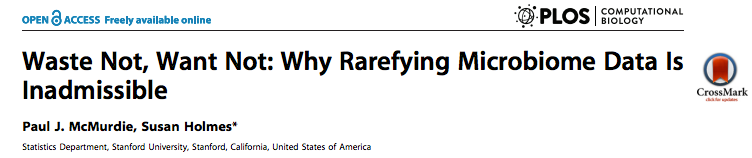 OPEN ACCESS Freely available online
PLOS | COMPUTATIONAL
BIOLOGY
Waste Not, Want Not: Why Rarefying Microbiome Data Is
Inadmissible
CrossMark
click for updates
Paul J. McMurdie, Susan Holmes*
Statistics Department, Stanford University, Stanford, California, United States of America